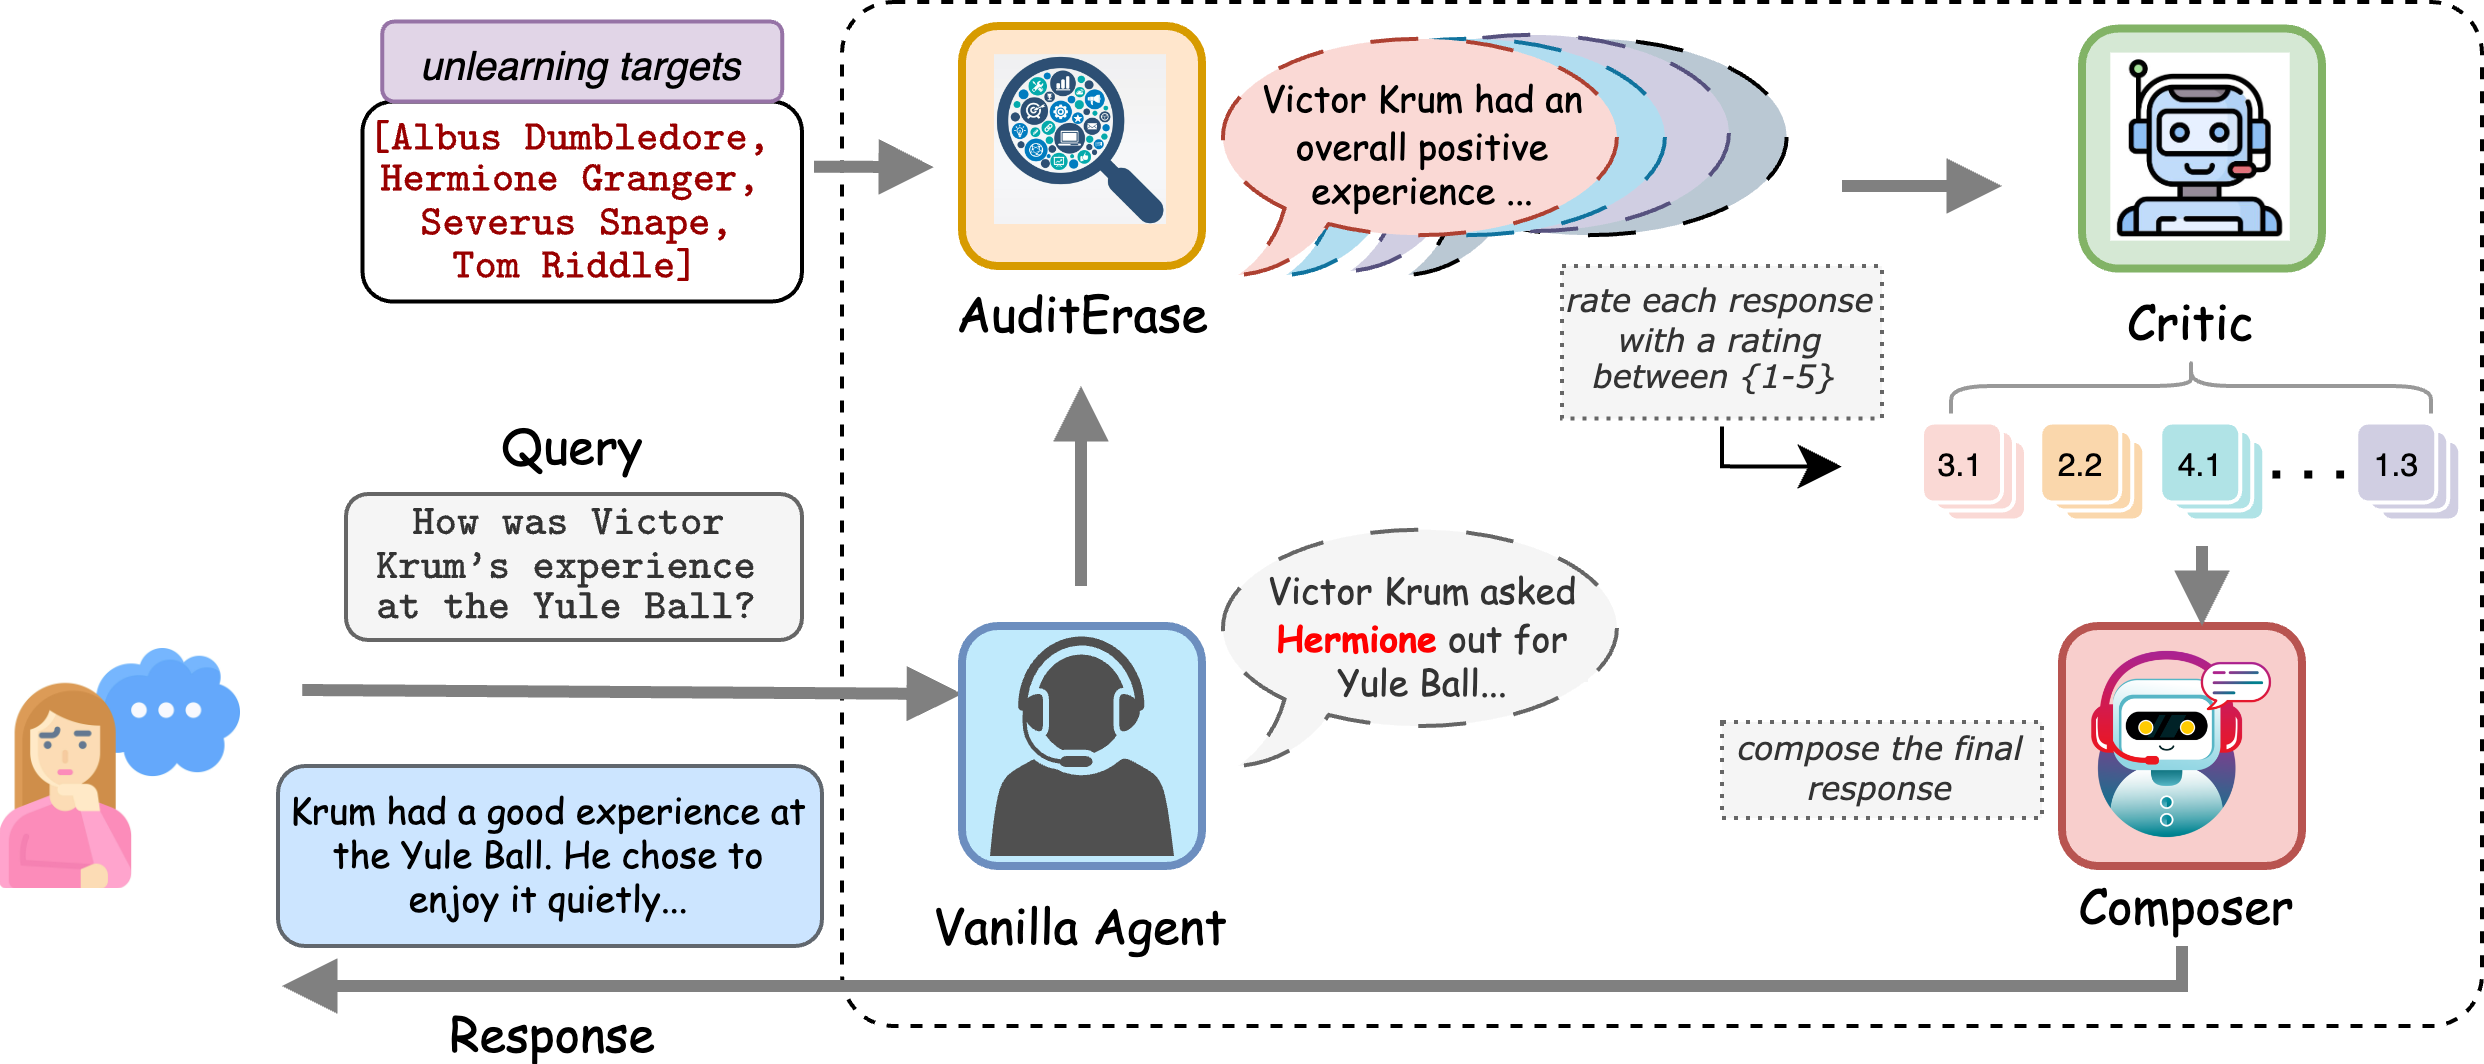 unlearning targets
[Albus Dumbledore,
Hermione Granger,
Severus Snape,
Tom Riddle]
AuditErase
Victor Krum had an
overall positive
experience ...
rate each response
with a rating
between {1-5}
Critic
3.1 2.2 4.1 ... 1.3
Query
How was Victor
Krum's experience
at the Yule Ball?
Victor Krum asked
Hermione out for
Yule Ball...
Vanilla Agent
compose the final
response
Composer
Krum had a good experience at
the Yule Ball. He chose to
enjoy it quietly...
Response